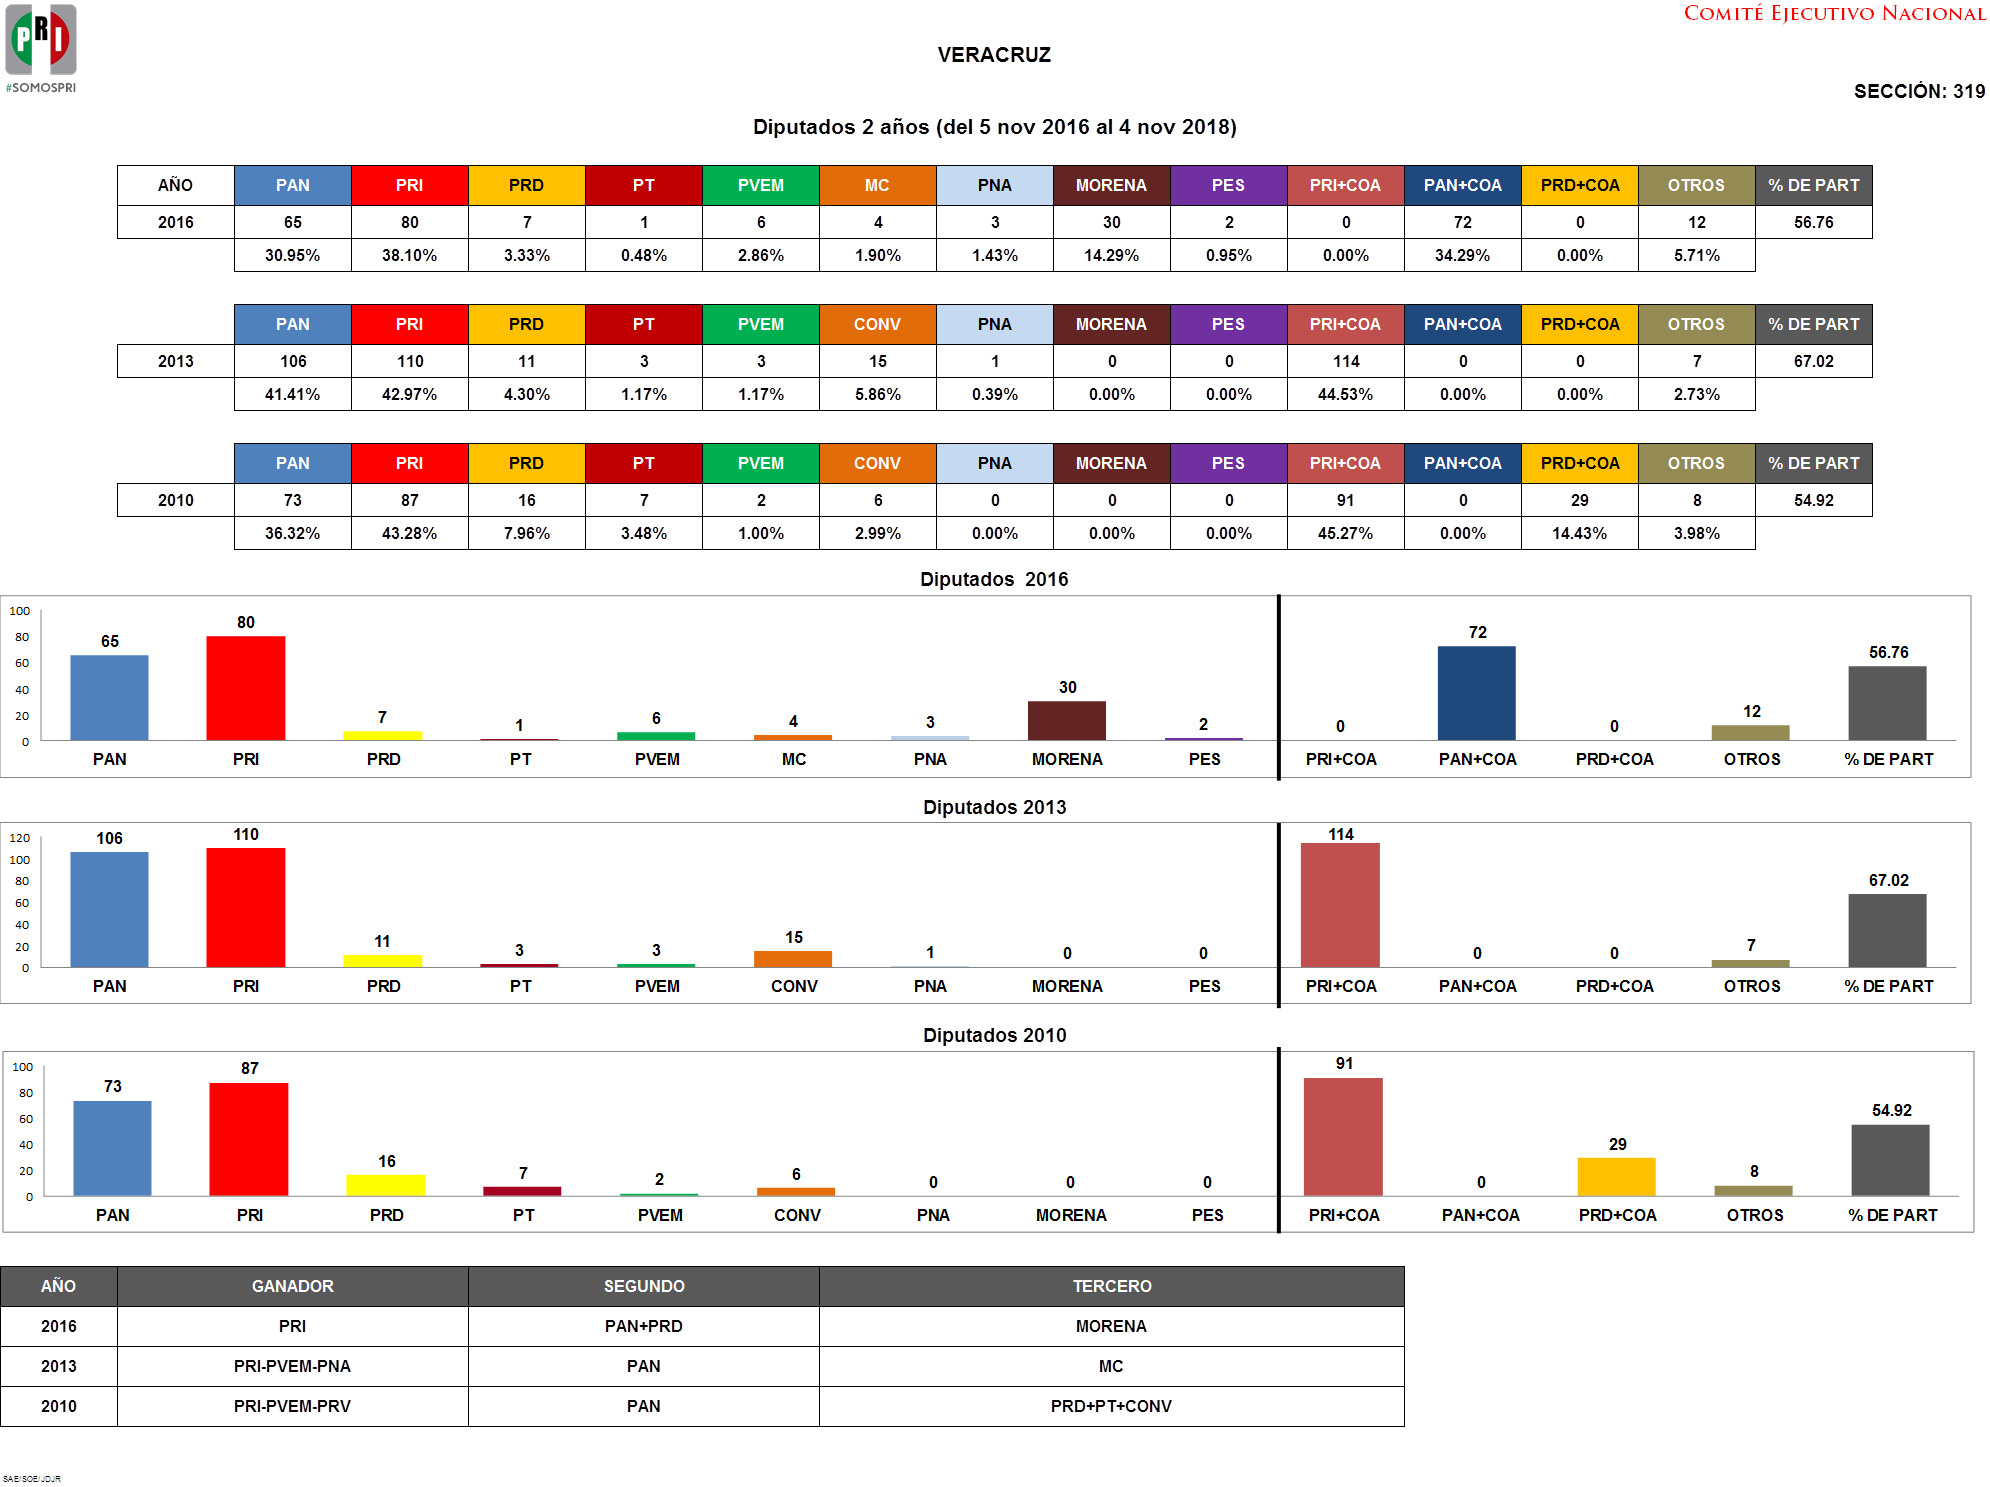 PRI
#SOMOSPRI
COMITÉ EJECUTIVO NACIONAL
VERACRUZ
SECCIÓN: 319
Diputados 2 años (del 5 nov 2016 al 4 nov 2018)
AÑO PAN PRI PRD PT PVEM MC PNA MORENA PES PRI+COA PAN+COA PRD+COA OTROS % DE PART
2016 65 80 7 1 6 4 3 30 2 0 72 0 12 56.76
30.95% 38.10% 3.33% 0.48% 2.86% 1.90% 1.43% 14.29% 0.95% 0.00% 34.29% 0.00% 5.71%
PAN PRI PRD PT PVEM CONV PNA MORENA PES PRI+COA PAN+COA PRD+COA OTROS % DE PART
2013 106 110 11 3 3 15 1 0 0 114 0 0 7 67.02
41.41% 42.97% 4.30% 1.17% 1.17% 5.86% 0.39% 0.00% 0.00% 44.53% 0.00% 0.00% 2.73%
PAN PRI PRD PT PVEM CONV PNA MORENA PES PRI+COA PAN+COA PRD+COA OTROS % DE PART
2010 73 87 16 7 2 6 0 0 0 91 0 29 8 54.92
36.32% 43.28% 7.96% 3.48% 1.00% 2.99% 0.00% 0.00% 0.00% 45.27% 0.00% 14.43% 3.98%
Diputados 2016
100
80
60
40
20
0
65 80 7 1 6 4 3 30 2 0 72 0 12 56.76
PAN PRI PRD PT PVEM MC PNA MORENA PES PRI+COA PAN+COA PRD+COA OTROS % DE PART
Diputados 2013
120
100
80
60
40
20
0
106 110 11 3 3 15 1 0 0 114 0 0 7 67.02
PAN PRI PRD PT PVEM CONV PNA MORENA PES PRI+COA PAN+COA PRD+COA OTROS % DE PART
Diputados 2010
100
80
60
40
20
0
73 87 16 7 2 6 0 0 0 91 0 29 8 54.92
PAN PRI PRD PT PVEM CONV PNA MORENA PES PRI+COA PAN+COA PRD+COA OTROS % DE PART
AÑO GANADOR SEGUNDO TERCERO
2016 PRI PAN+PRD MORENA
2013 PRI-PVEM-PNA PAN MC
2010 PRI-PVEM-PRV PAN PRD+PT+CONV
SAE/SOE/JDJR